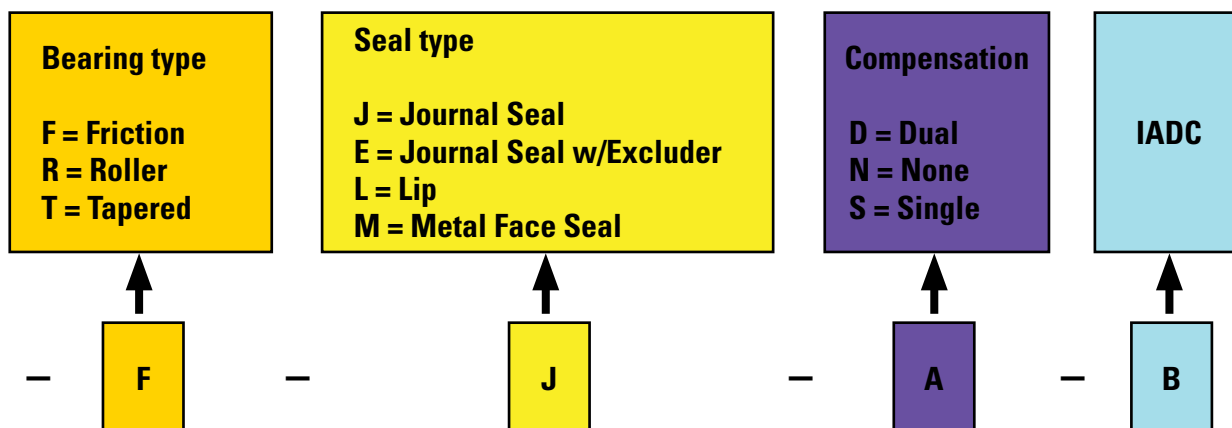 Bearing type
F = Friction
R = Roller
T = Tapered
Seal type
J = Journal Seal
E = Journal Seal w/Excluder
L = Lip
M = Metal Face Seal
Compensation
D = Dual
N = None
S = Single
IADC
– F – J – A – B